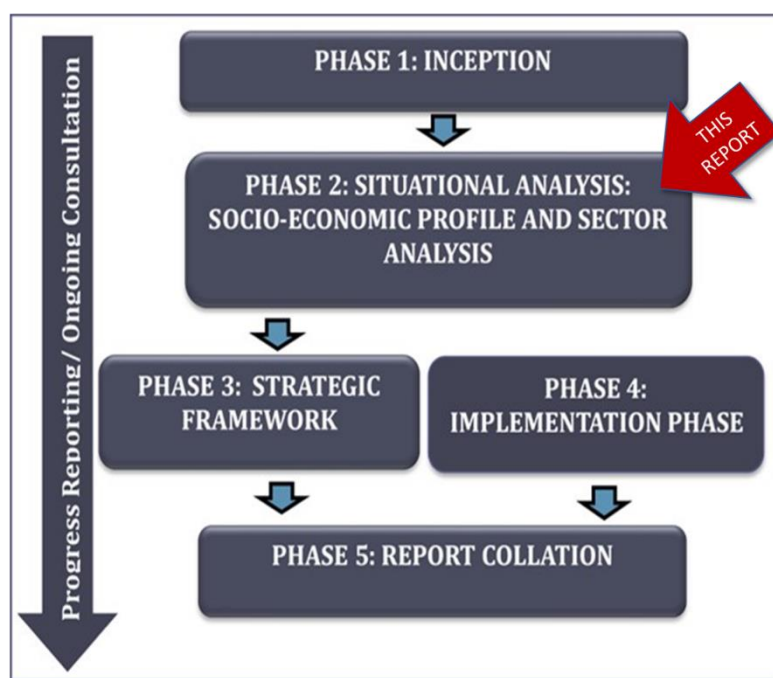 PHASE 1: INCEPTION
THIS
REPORT
PHASE 2: SITUATIONAL ANALYSIS:
SOCIO-ECONOMIC PROFILE AND SECTOR
ANALYSIS
PHASE 3:  STRATEGIC
FRAMEWORK
PHASE 4:
IMPLEMENTATION PHASE
PHASE 5: REPORT COLLATION
Progress Reporting/ Ongoing Consultation